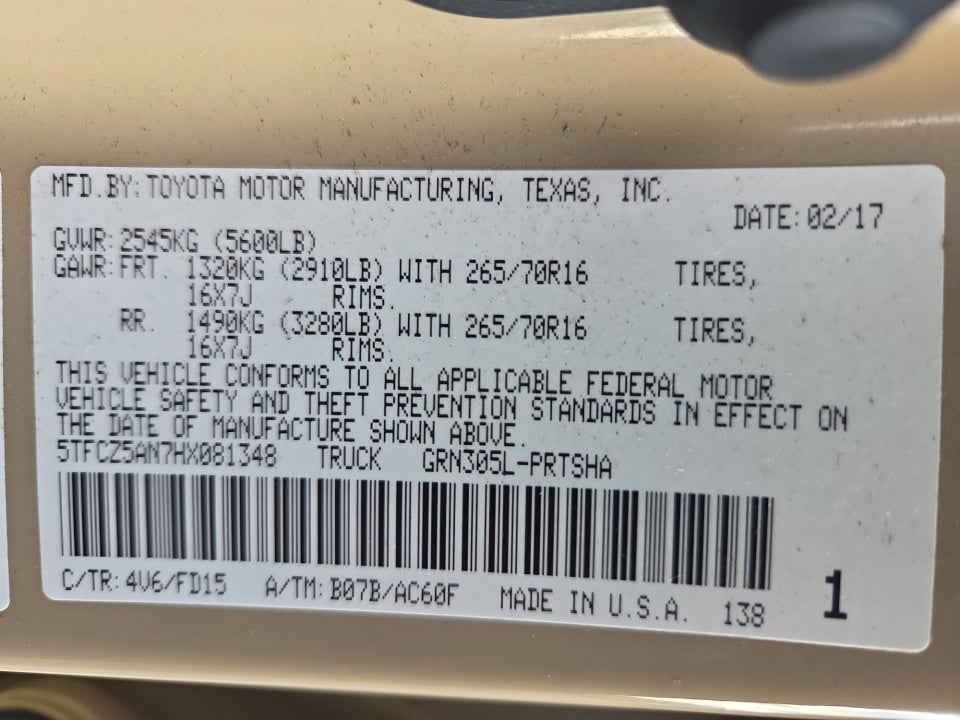 MFD.BY: TOYOTA MOTOR MANUFACTURING, TEXAS, INC.
DATE: 02/17
GVWR: 2545KG (5600LB)
GAWR: FRT. 1320KG (2910LB) WITH 265/70R16 TIRES,
16X7J RIMS.
RR. 1490KG (3280LB) WITH 265/70R16 TIRES,
16X7J RIMS.
THIS VEHICLE CONFORMS TO ALL APPLICABLE FEDERAL MOTOR
VEHICLE SAFETY AND THEFT PREVENTION STANDARDS IN EFFECT ON
THE DATE OF MANUFACTURE SHOWN ABOVE.
5TFCZ5AN7HX081348 TRUCK GRN305L-PRTSHA
C/TR: 4V6/FD15 A/TM: B07B/AC60F MADE IN U.S.A. 138 1